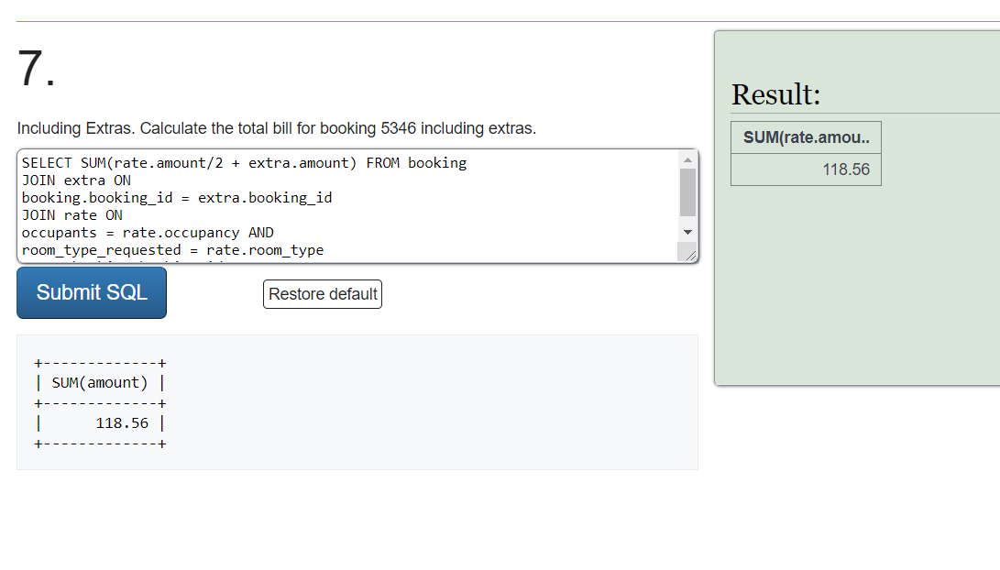 7.
Including Extras. Calculate the total bill for booking 5346 including extras.
SELECT SUM(rate.amount/2 + extra.amount) FROM booking
JOIN extra ON
booking.booking_id = extra.booking_id
JOIN rate ON
occupants = rate.occupancy AND
room_type_requested = rate.room_type
Submit SQL
Restore default
+-------------+
| SUM(amount) |
+-------------+
|      118.56 |
+-------------+
Result:
SUM(rate.amou..
118.56